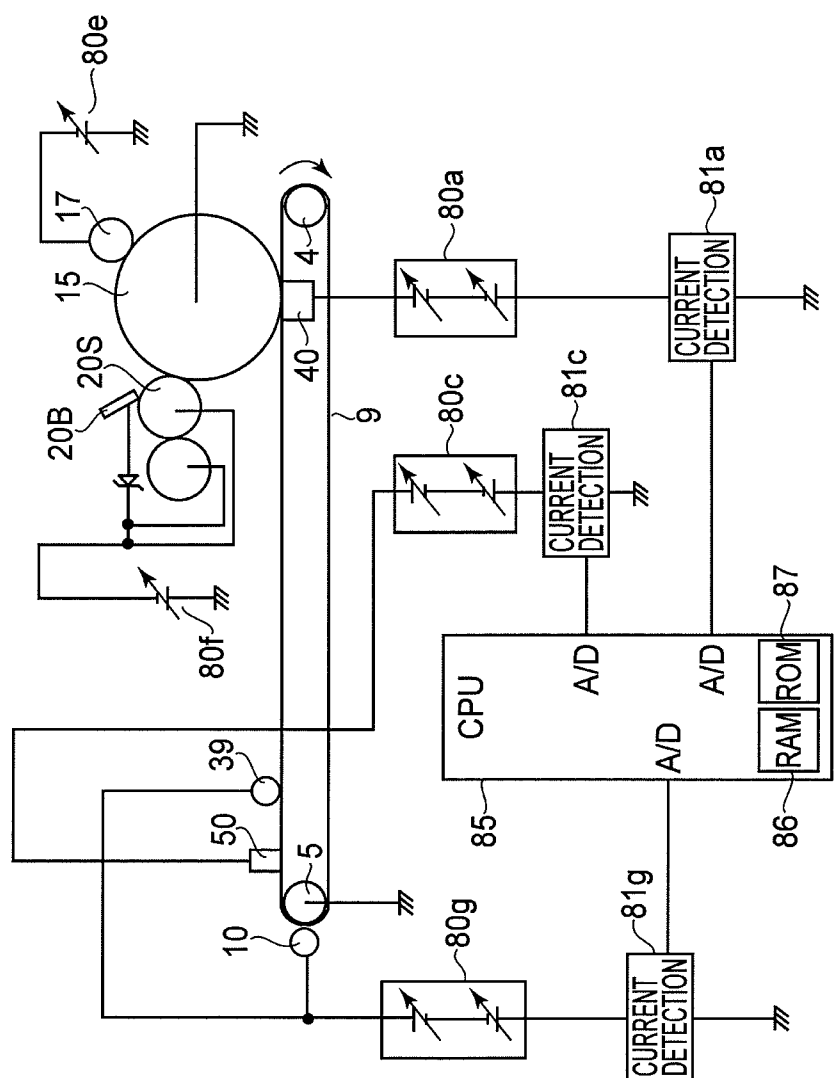 80e
17
15
20S
20B
80f
4
40
9
80a
81a
CURRENT
DETECTION
80c
81c
CURRENT
DETECTION
39
50
5
10
80g
81g
CURRENT
DETECTION
CPU
A/D
A/D
A/D
RAM
ROM
85
86
87